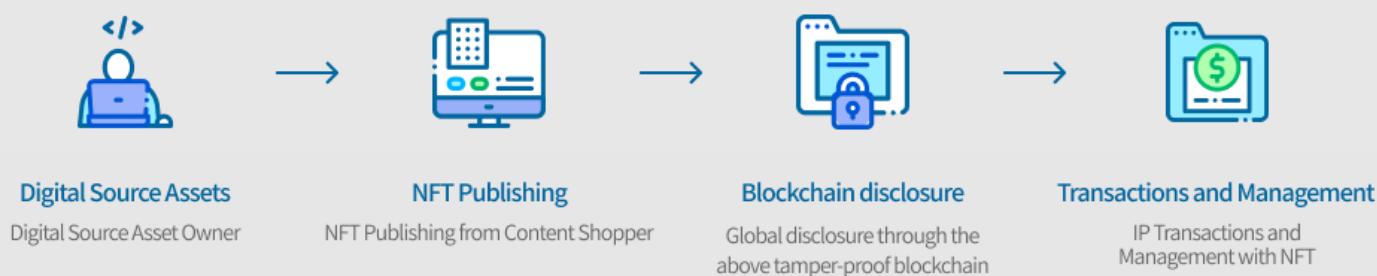 </>
Digital Source Assets
Digital Source Asset Owner
NFT Publishing
NFT Publishing from Content Shopper
Blockchain disclosure
Global disclosure through the
above tamper-proof blockchain
$
Transactions and Management
IP Transactions and
Management with NFT